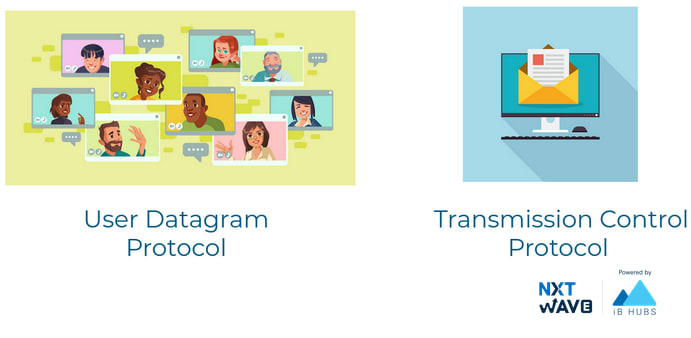 User Datagram
Protocol
Transmission Control
Protocol
Powered by
NXT
WAVE
iB HUBS